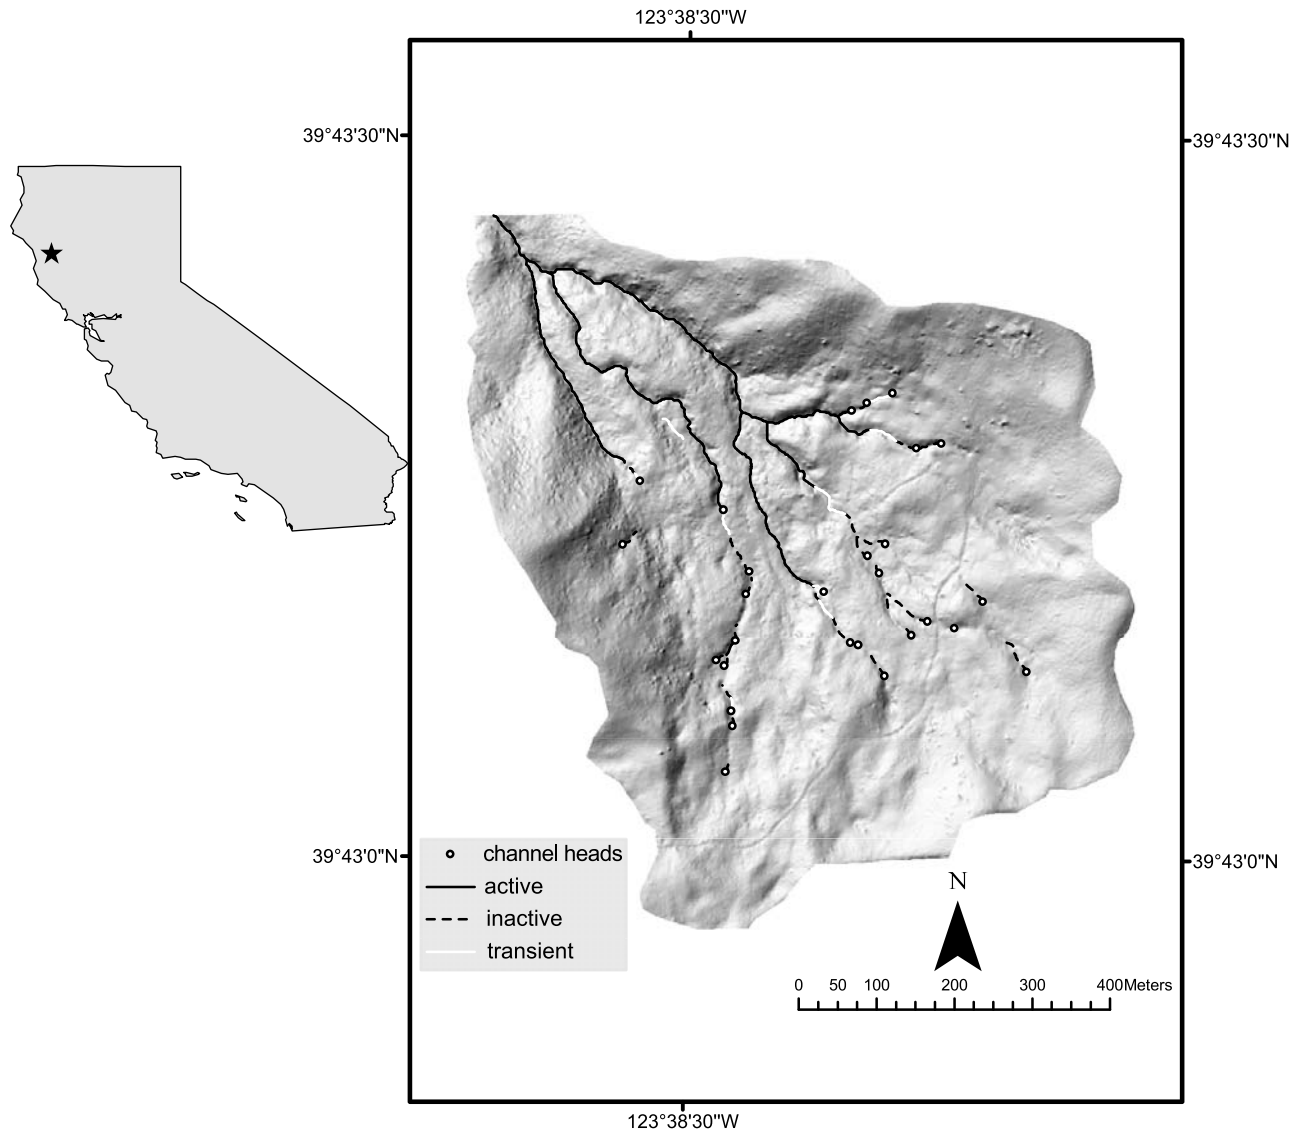 123°38'30''W
39°43'30"N
39°43'30''N
39°43'0"N
39°43'0''N
channel heads
active
inactive
transient
N
0 50 100 200 300 400Meters
123°38'30''W